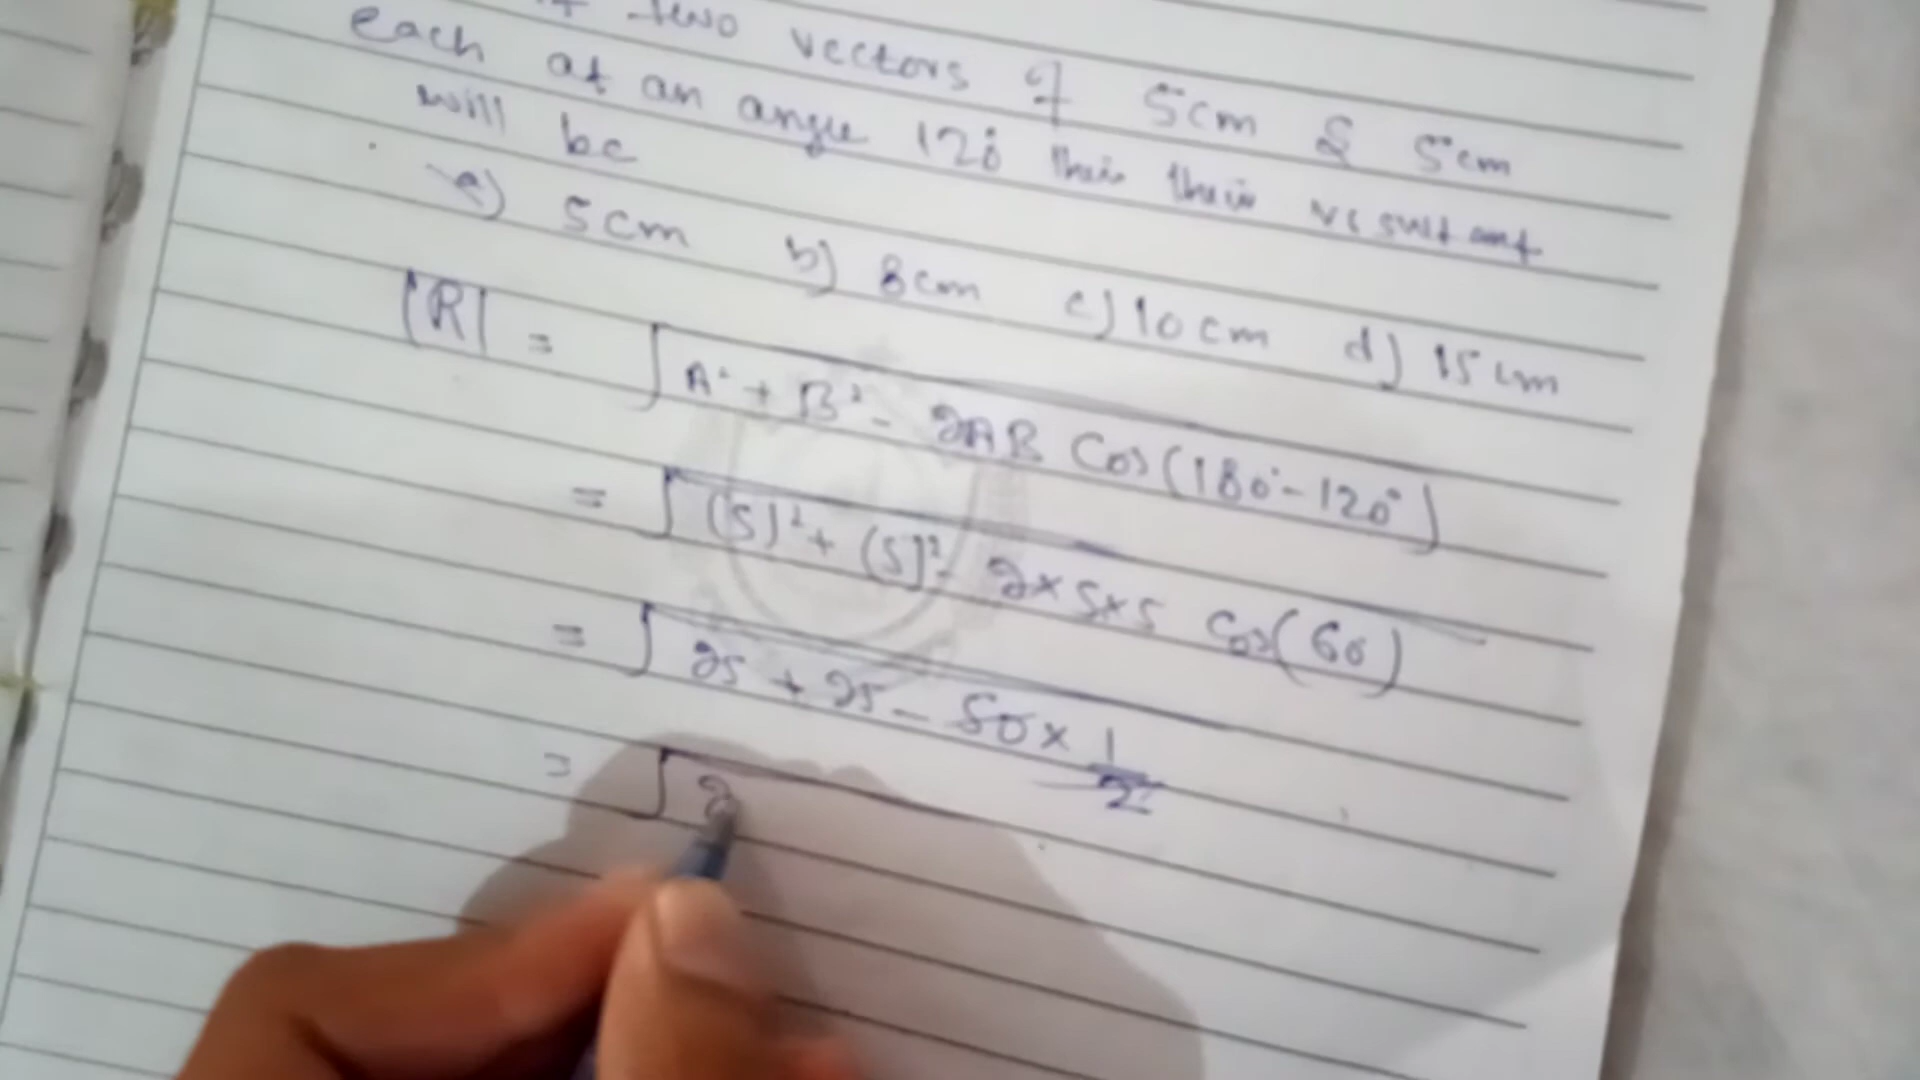 two vectors of 5cm & 5cm
each at an angle 120 their their resultant
will be
a) 5cm b) 8cm c) 10cm d) 15cm
|R| = √A² + B² - 2AB Cos(180° - 120°)
= √(5)² + (5)² - 2×5×5 Cos(60)
= √25 + 25 - 50 × 1/2
= √2